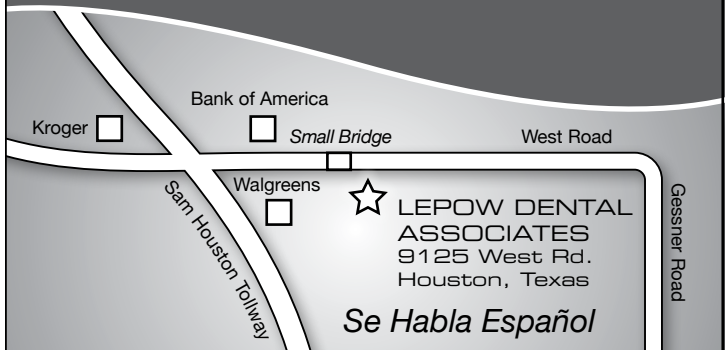 Bank of America
Kroger
Small Bridge
West Road
Walgreens
Sam Houston Tollway
Gessner Road
LEPOW DENTAL
ASSOCIATES
9125 West Rd.
Houston, Texas
Se Habla Español